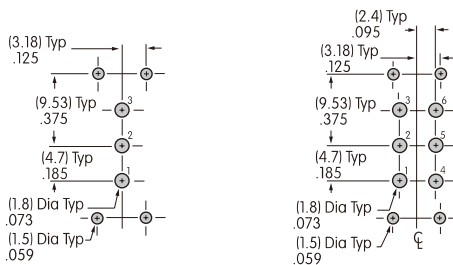 (3.18) Typ
.125
3
(9.53) Typ
.375
2
(4.7) Typ
.185
1
(1.8) Dia Typ
.073
(1.5) Dia Typ
.059
(2.4) Typ
.095
(3.18) Typ
.125
(9.53) Typ
.375
3 6
2 5
(4.7) Typ
.185
1 4
(1.8) Dia Typ
.073
(1.5) Dia Typ
.059
℄